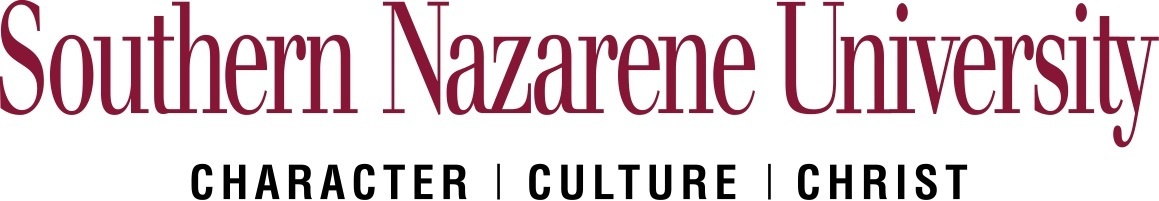 Southern Nazarene University
CHARACTER | CULTURE | CHRIST